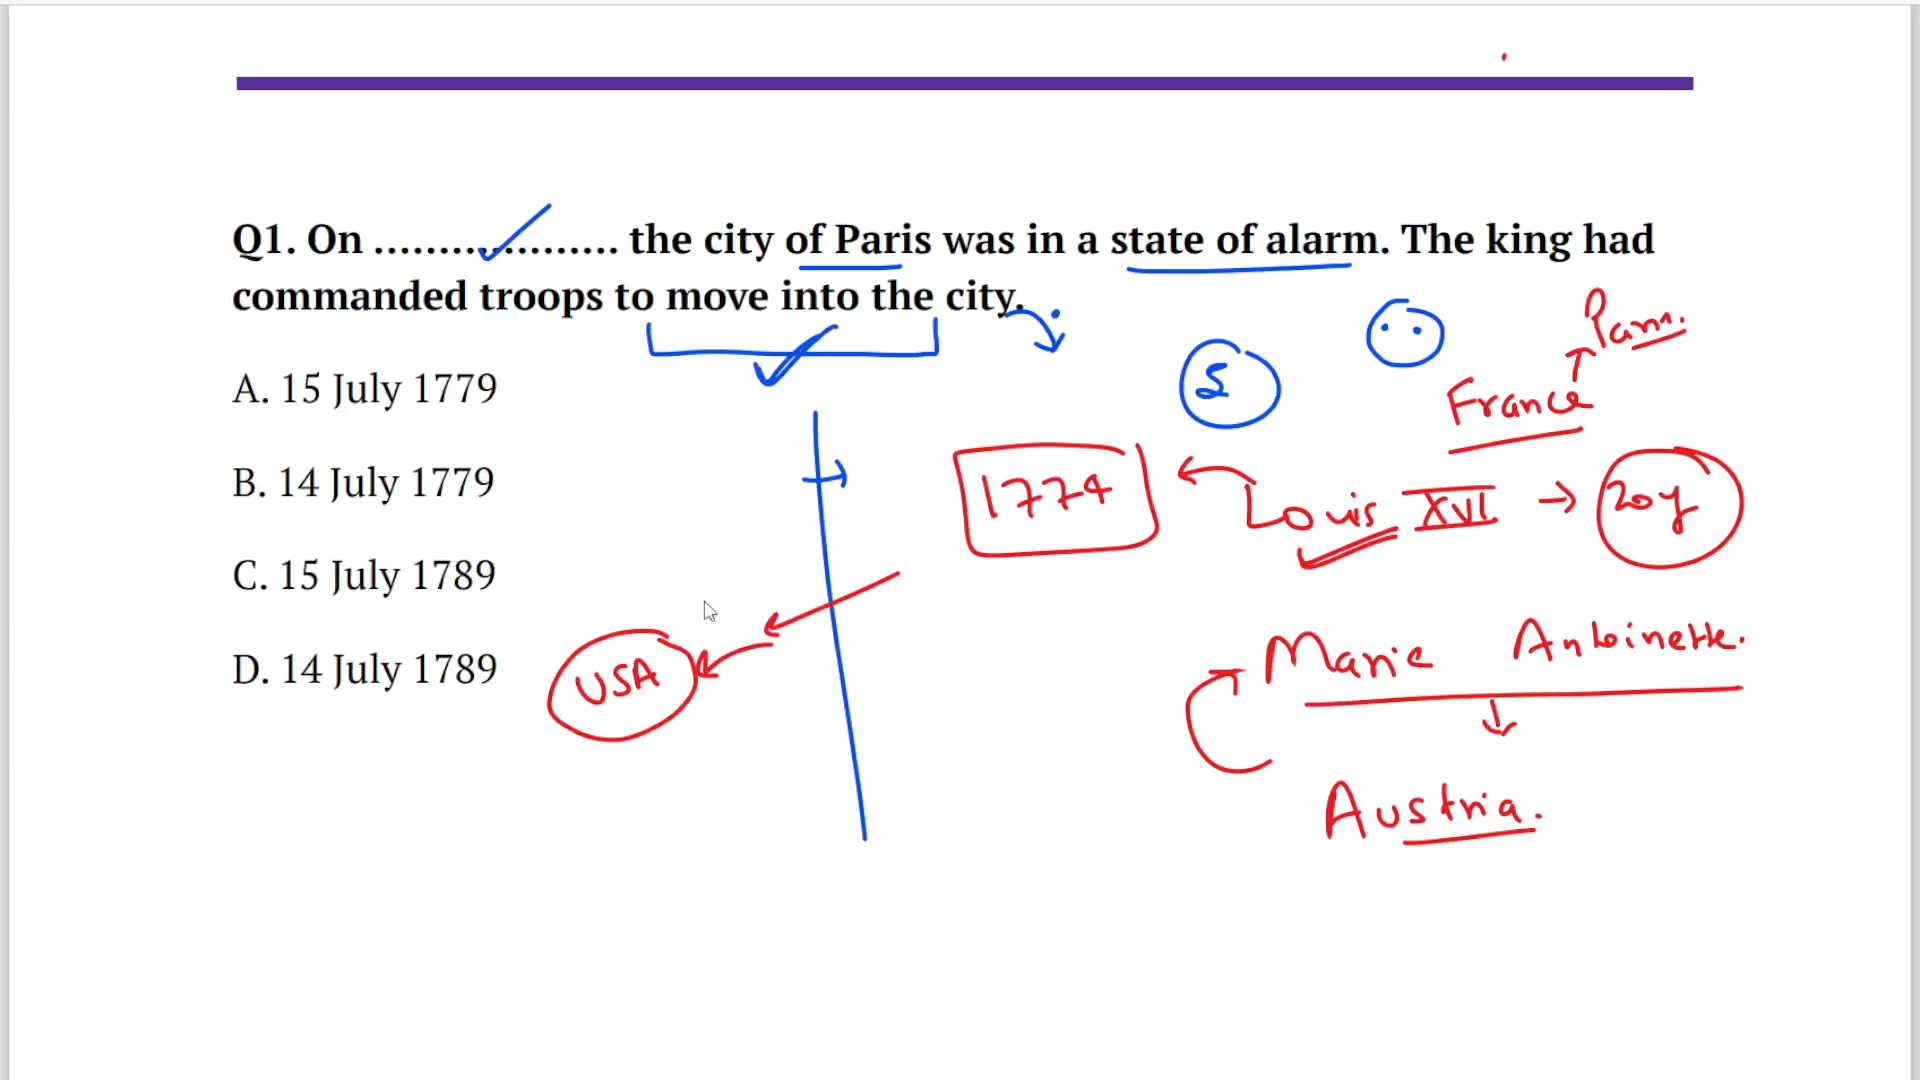 Q1. On ................... the city of Paris was in a state of alarm. The king had
commanded troops to move into the city.
A. 15 July 1779
B. 14 July 1779
C. 15 July 1789
D. 14 July 1789
Paris.
France
1774
Louis XVI → 20y
USA
Marie Antoinette.
Austria.